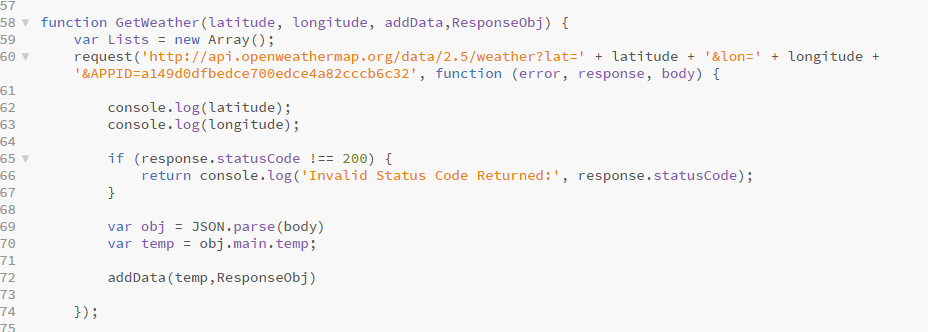 57
58 function GetWeather(latitude, longitude, addData,ResponseObj) {
59 var Lists = new Array();
60 request('http://api.openweathermap.org/data/2.5/weather?lat=' + latitude + '&lon=' + longitude +
'&APPID=a149d0dfbedce700edce4a82cccb6c32', function (error, response, body) {
61
62 console.log(latitude);
63 console.log(longitude);
64
65 if (response.statusCode !== 200) {
66 return console.log('Invalid Status Code Returned:', response.statusCode);
67 }
68
69 var obj = JSON.parse(body)
70 var temp = obj.main.temp;
71
72 addData(temp,ResponseObj)
73
74 });
75